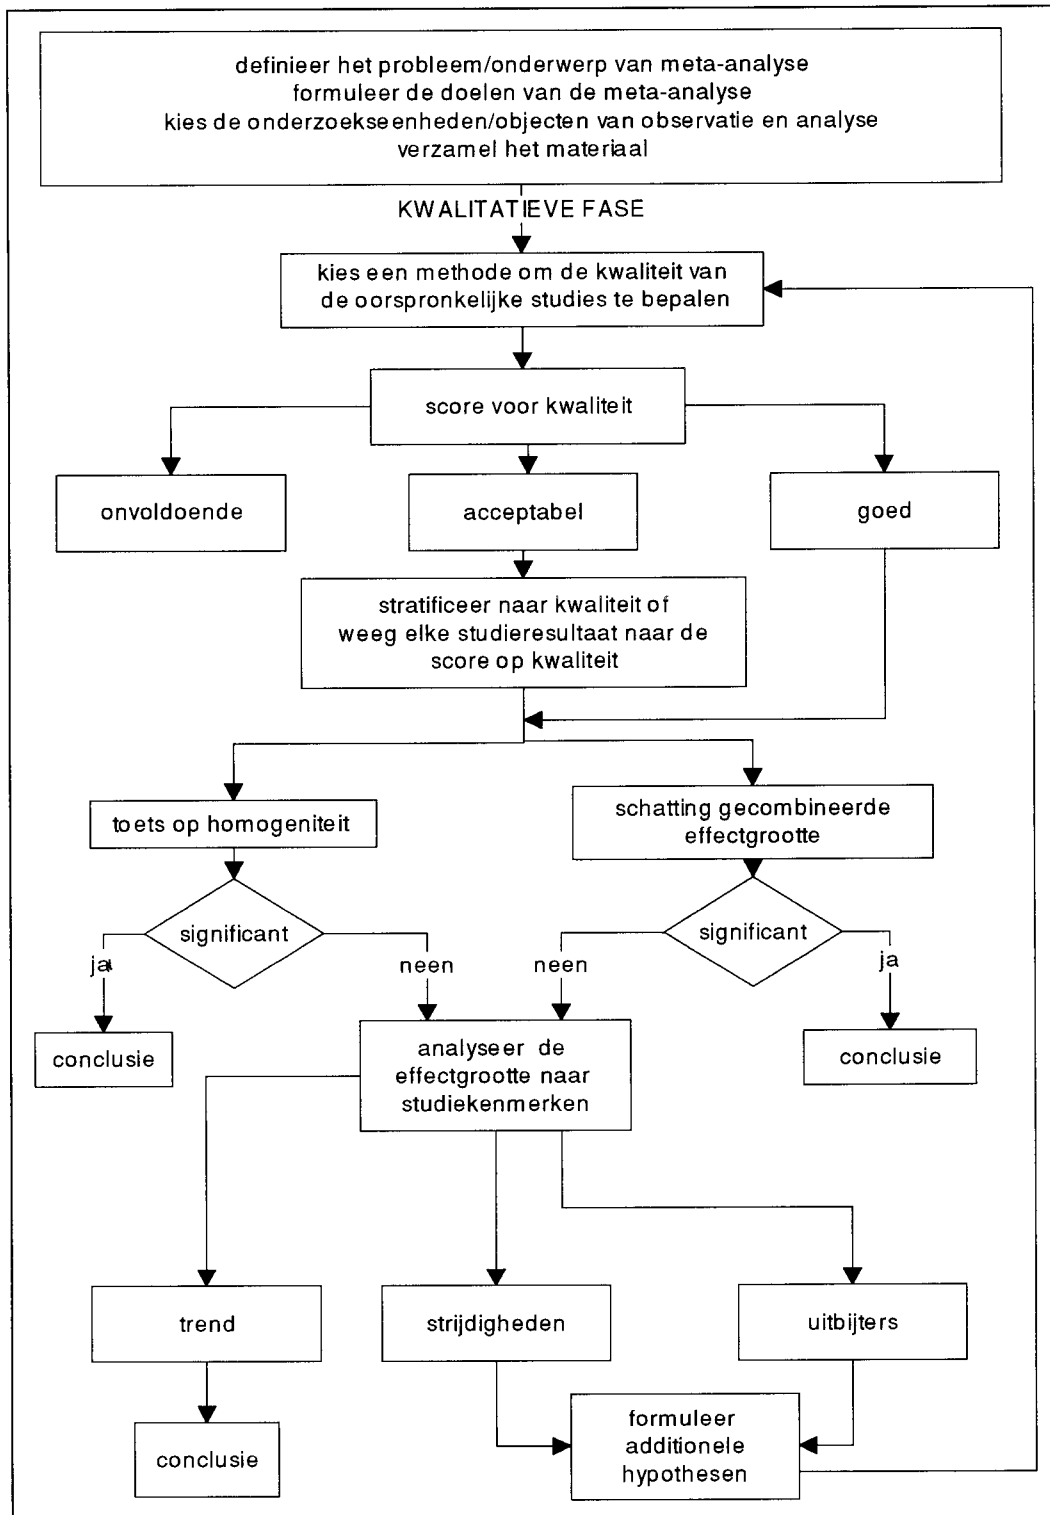 definieer het probleem/onderwerp van meta-analyse
formuleer de doelen van de meta-analyse
kies de onderzoekseenheden/objecten van observatie en analyse
verzamel het materiaal
KWALITATIEVE FASE
kies een methode om de kwaliteit van
de oorspronkelijke studies te bepalen
score voor kwaliteit
onvoldoende
acceptabel
goed
stratificeer naar kwaliteit of
weeg elke studieresultaat naar de
score op kwaliteit
toets op homogeniteit
schatting gecombineerde
effectgrootte
significant
significant
ja
neen
neen
ja
conclusie
analyseer de
effectgrootte naar
studiekenmerken
conclusie
trend
strijdigheden
uitbijters
conclusie
formuleer
additionele
hypothesen